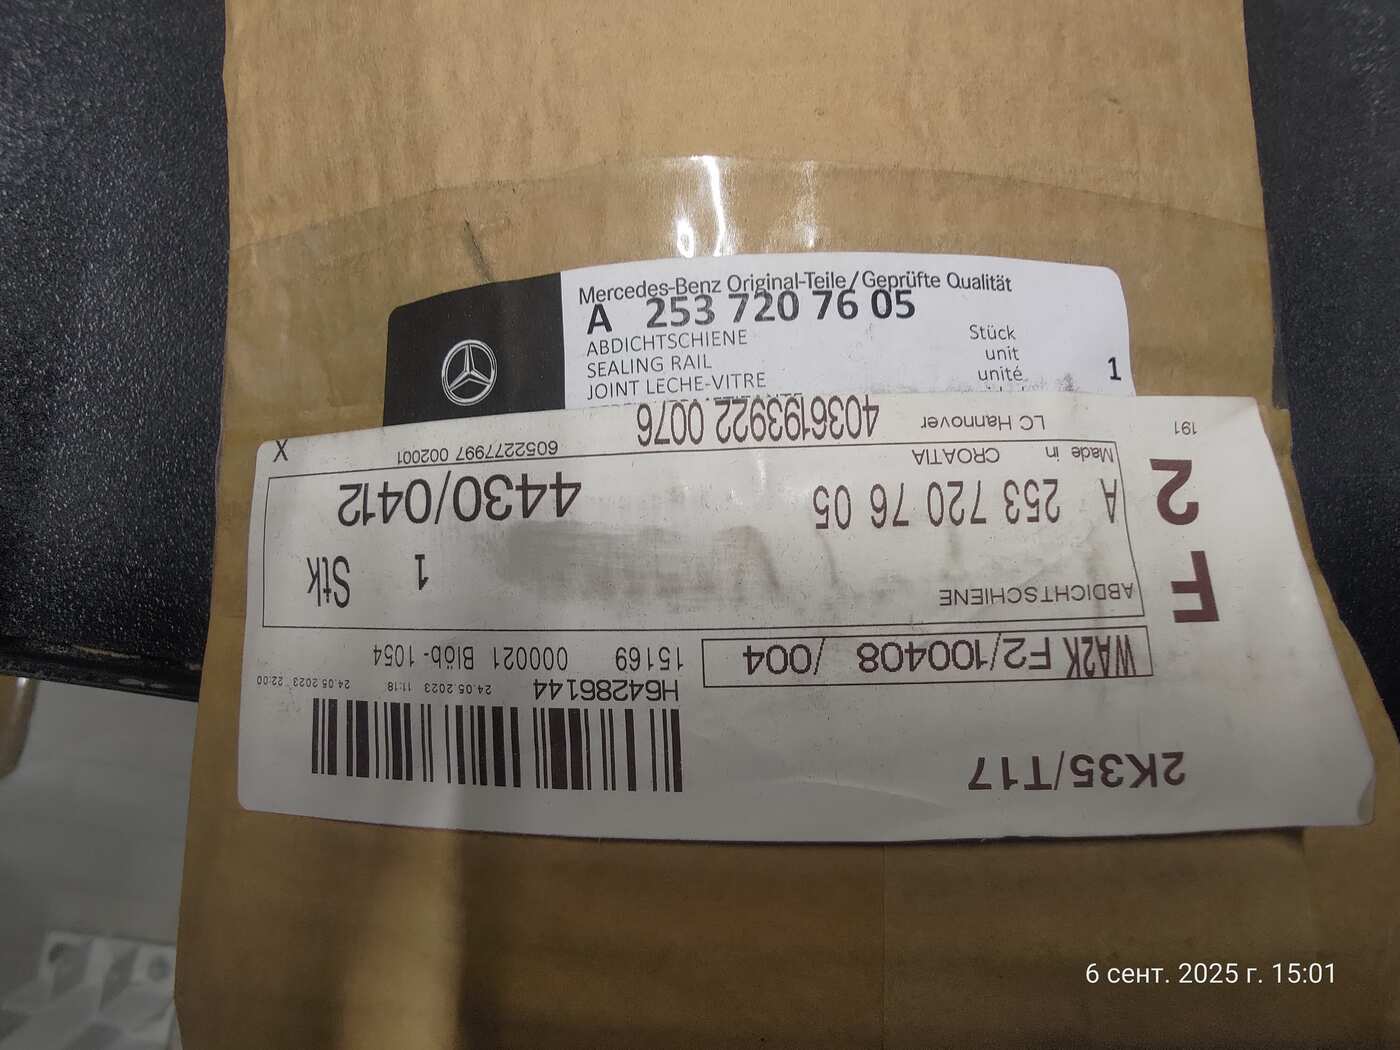 Mercedes-Benz Original-Teile/Geprüfte Qualität
A 253 720 76 05
ABDICHTSCHIENE
SEALING RAIL
JOINT LECHE-VITRE
Stück
unit
unité
1
2K35/T17
H64286144 24.05.2023 11:18 24.05.2023 22:00
WA2K F2/100408 /004
15169 000021 Blöb-1054
F 2
ABDICHTSCHIENE
1 Stk
A 253 720 76 05
4430/0412
Made in CROATIA
6052277997 002001
X
191
LC Hannover
4036193922 0076
6 сент. 2025 г. 15:01